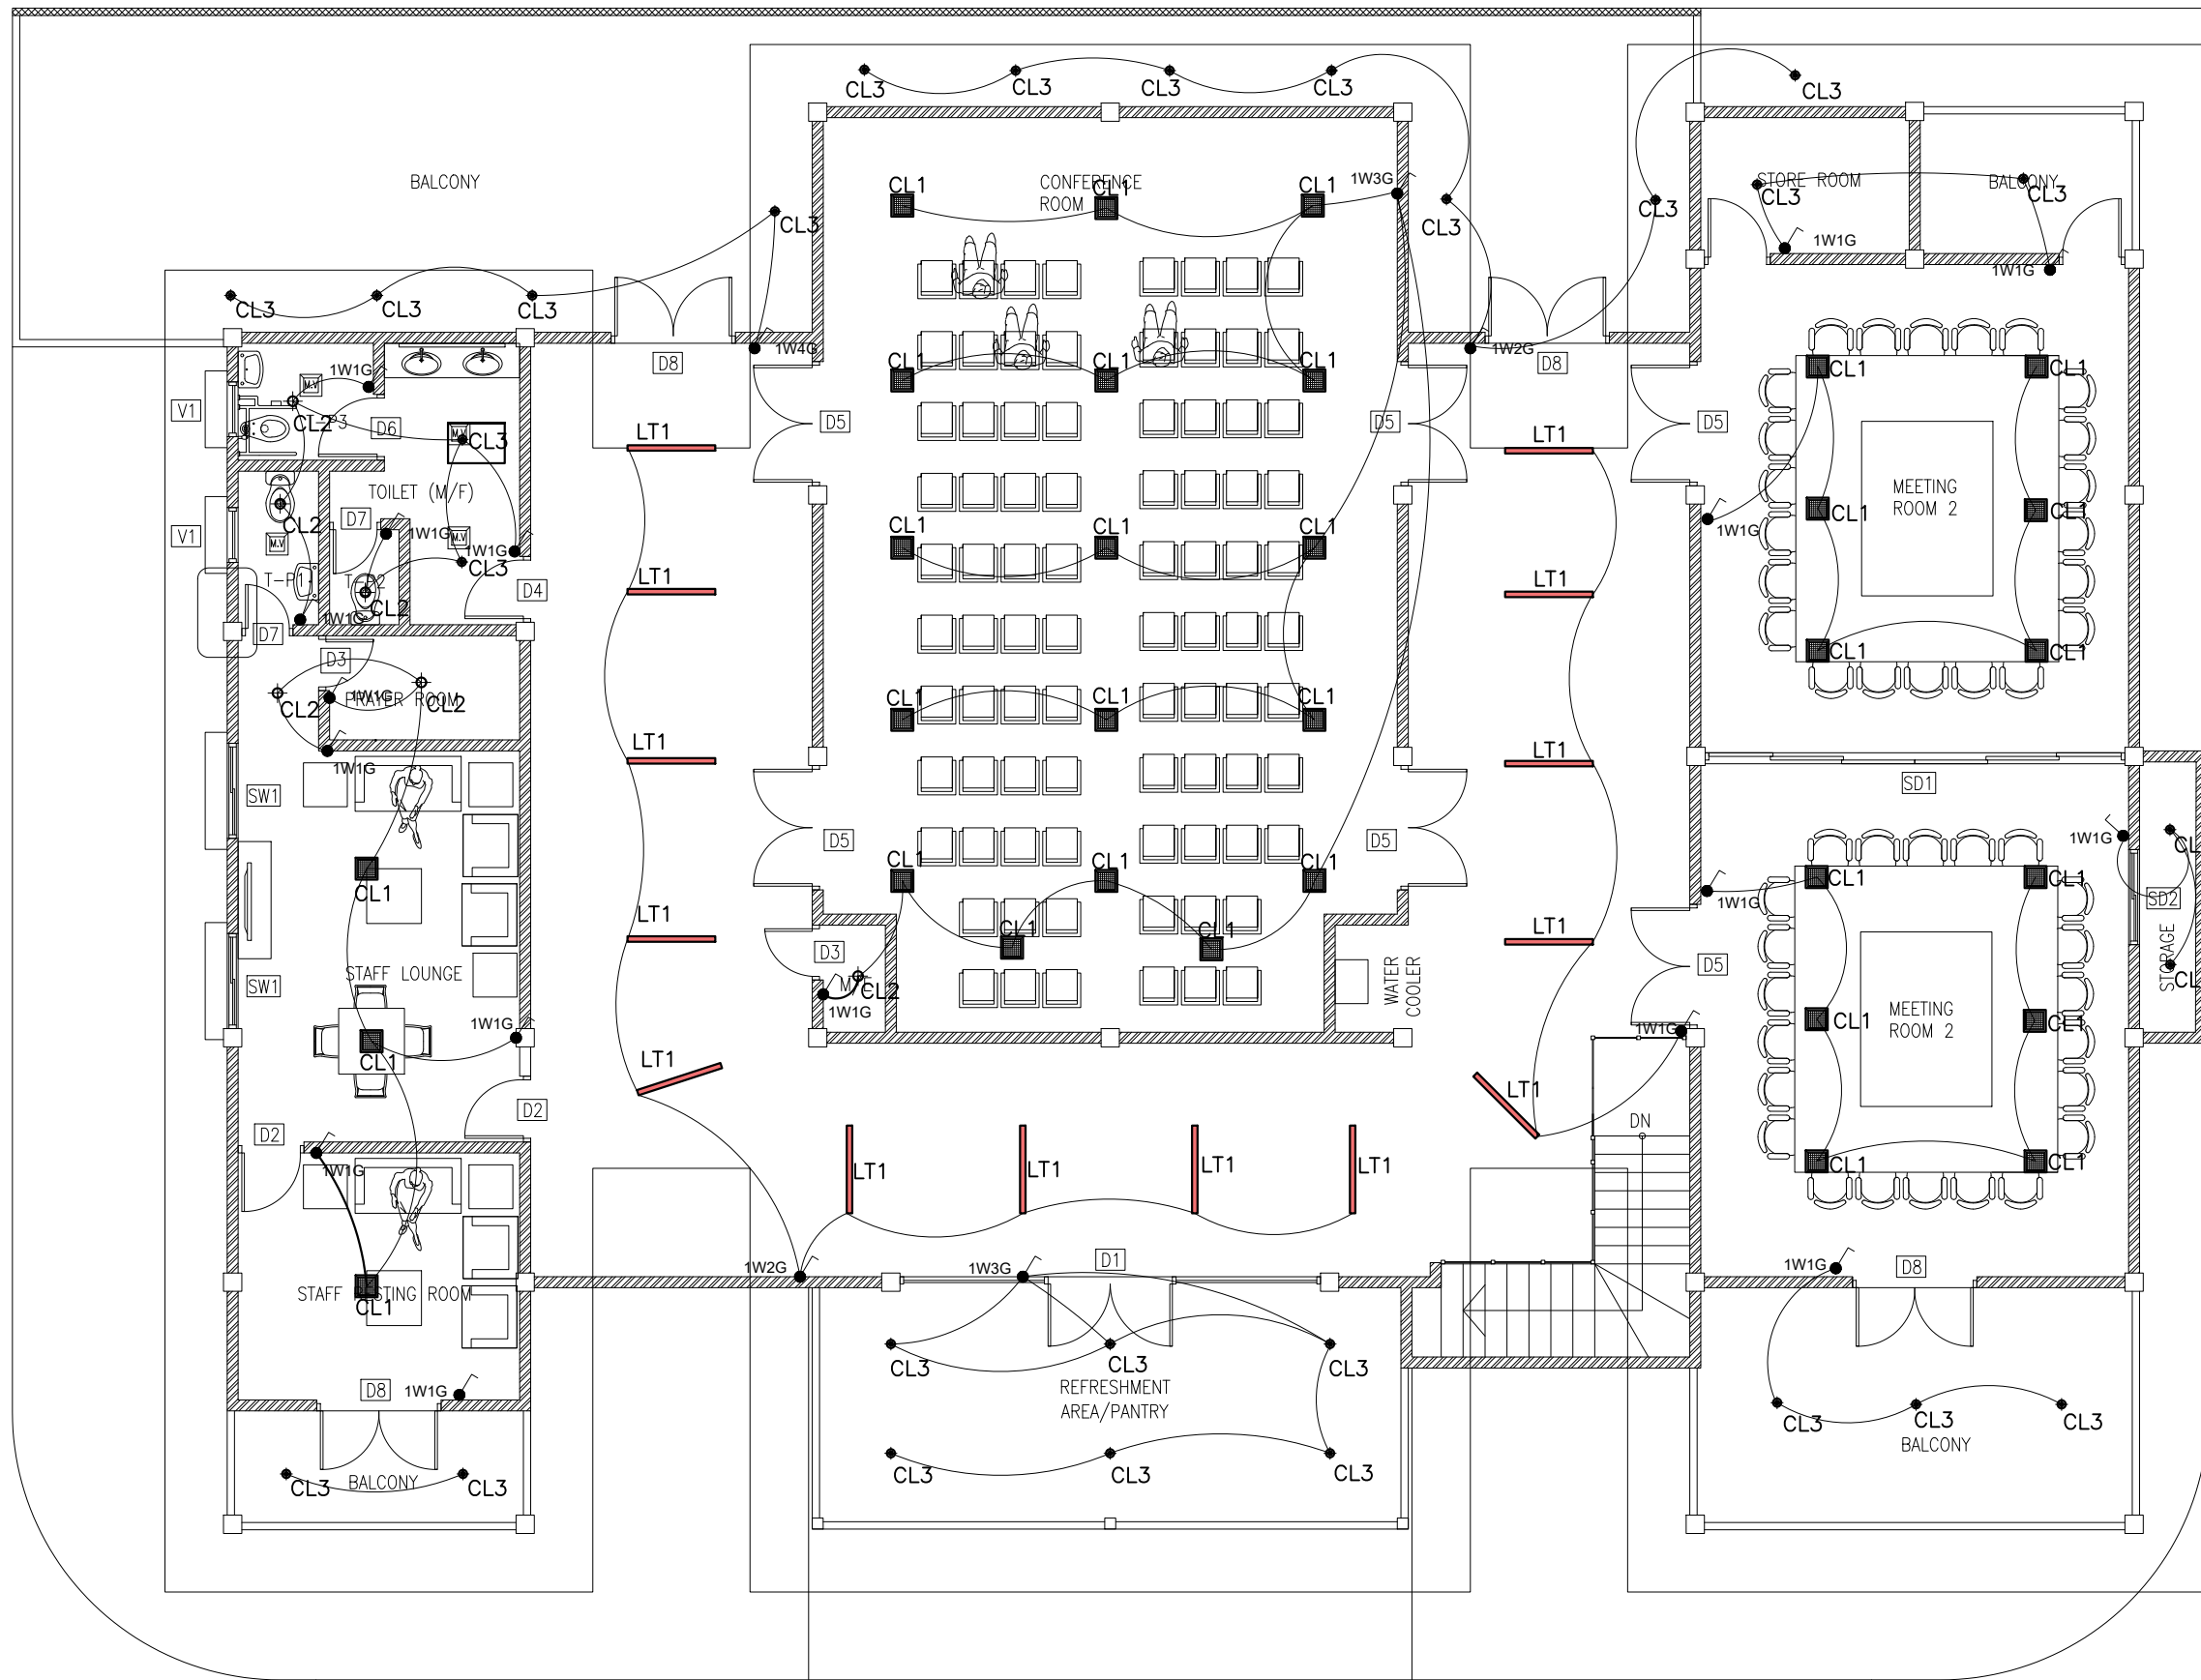 CL3
CL3
CL3
CL3
CL3
BALCONY
CONFERENCE
ROOM
CL1
CL1
CL1
1W3G
CL3
CL3
STORE ROOM
CL3
BALCONY
CL3
1W1G
1W1G
CL3
CL3
CL3
CL3
1W4G
D8
1W2G
D8
V1
1W1G
M.V
CL2
D6
M.V
CL3
V1
CL2
M.V
TOILET (M/F)
D7
1W1G
M.V
1W1G
CL3
T-P1
T-P2
CL2
1W1G
D4
D7
D3
PRAYER ROOM
1W1G
CL2
CL2
1W1G
SW1
CL1
STAFF LOUNGE
SW1
1W1G
CL1
D2
D2
1W1G
STAFF RESTING ROOM
CL1
D8
1W1G
CL3
BALCONY
CL3
LT1
LT1
LT1
LT1
LT1
D5
D5
CL1
CL1
CL1
CL1
CL1
CL1
CL1
CL1
CL1
CL1
CL1
CL1
CL1
CL1
D5
D5
D3
CL2
1W1G
WATER
COOLER
LT1
LT1
LT1
LT1
LT1
D5
D5
1W1G
DN
LT1
LT1
LT1
LT1
1W2G
1W3G
D1
CL3
CL3
CL3
REFRESHMENT
AREA/PANTRY
CL3
CL3
CL3
CL1
CL1
MEETING
ROOM 2
CL1
CL1
1W1G
CL1
CL1
SD1
1W1G
CL1
CL1
1W1G
SD2
STORAGE
MEETING
ROOM 2
CL1
CL1
CL1
CL1
1W1G
D8
CL3
CL3
CL3
BALCONY